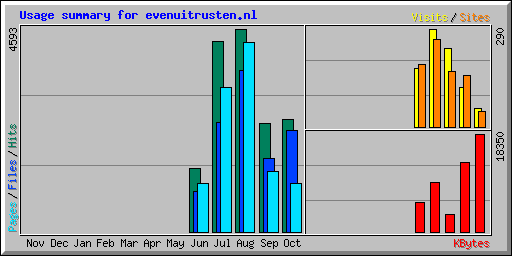 Usage summary for evenuitrusten.nl
Visits/Sites
4593
290
Pages/Files/Hits
18350
Nov Dec Jan Feb Mar Apr May Jun Jul Aug Sep Oct
KBytes